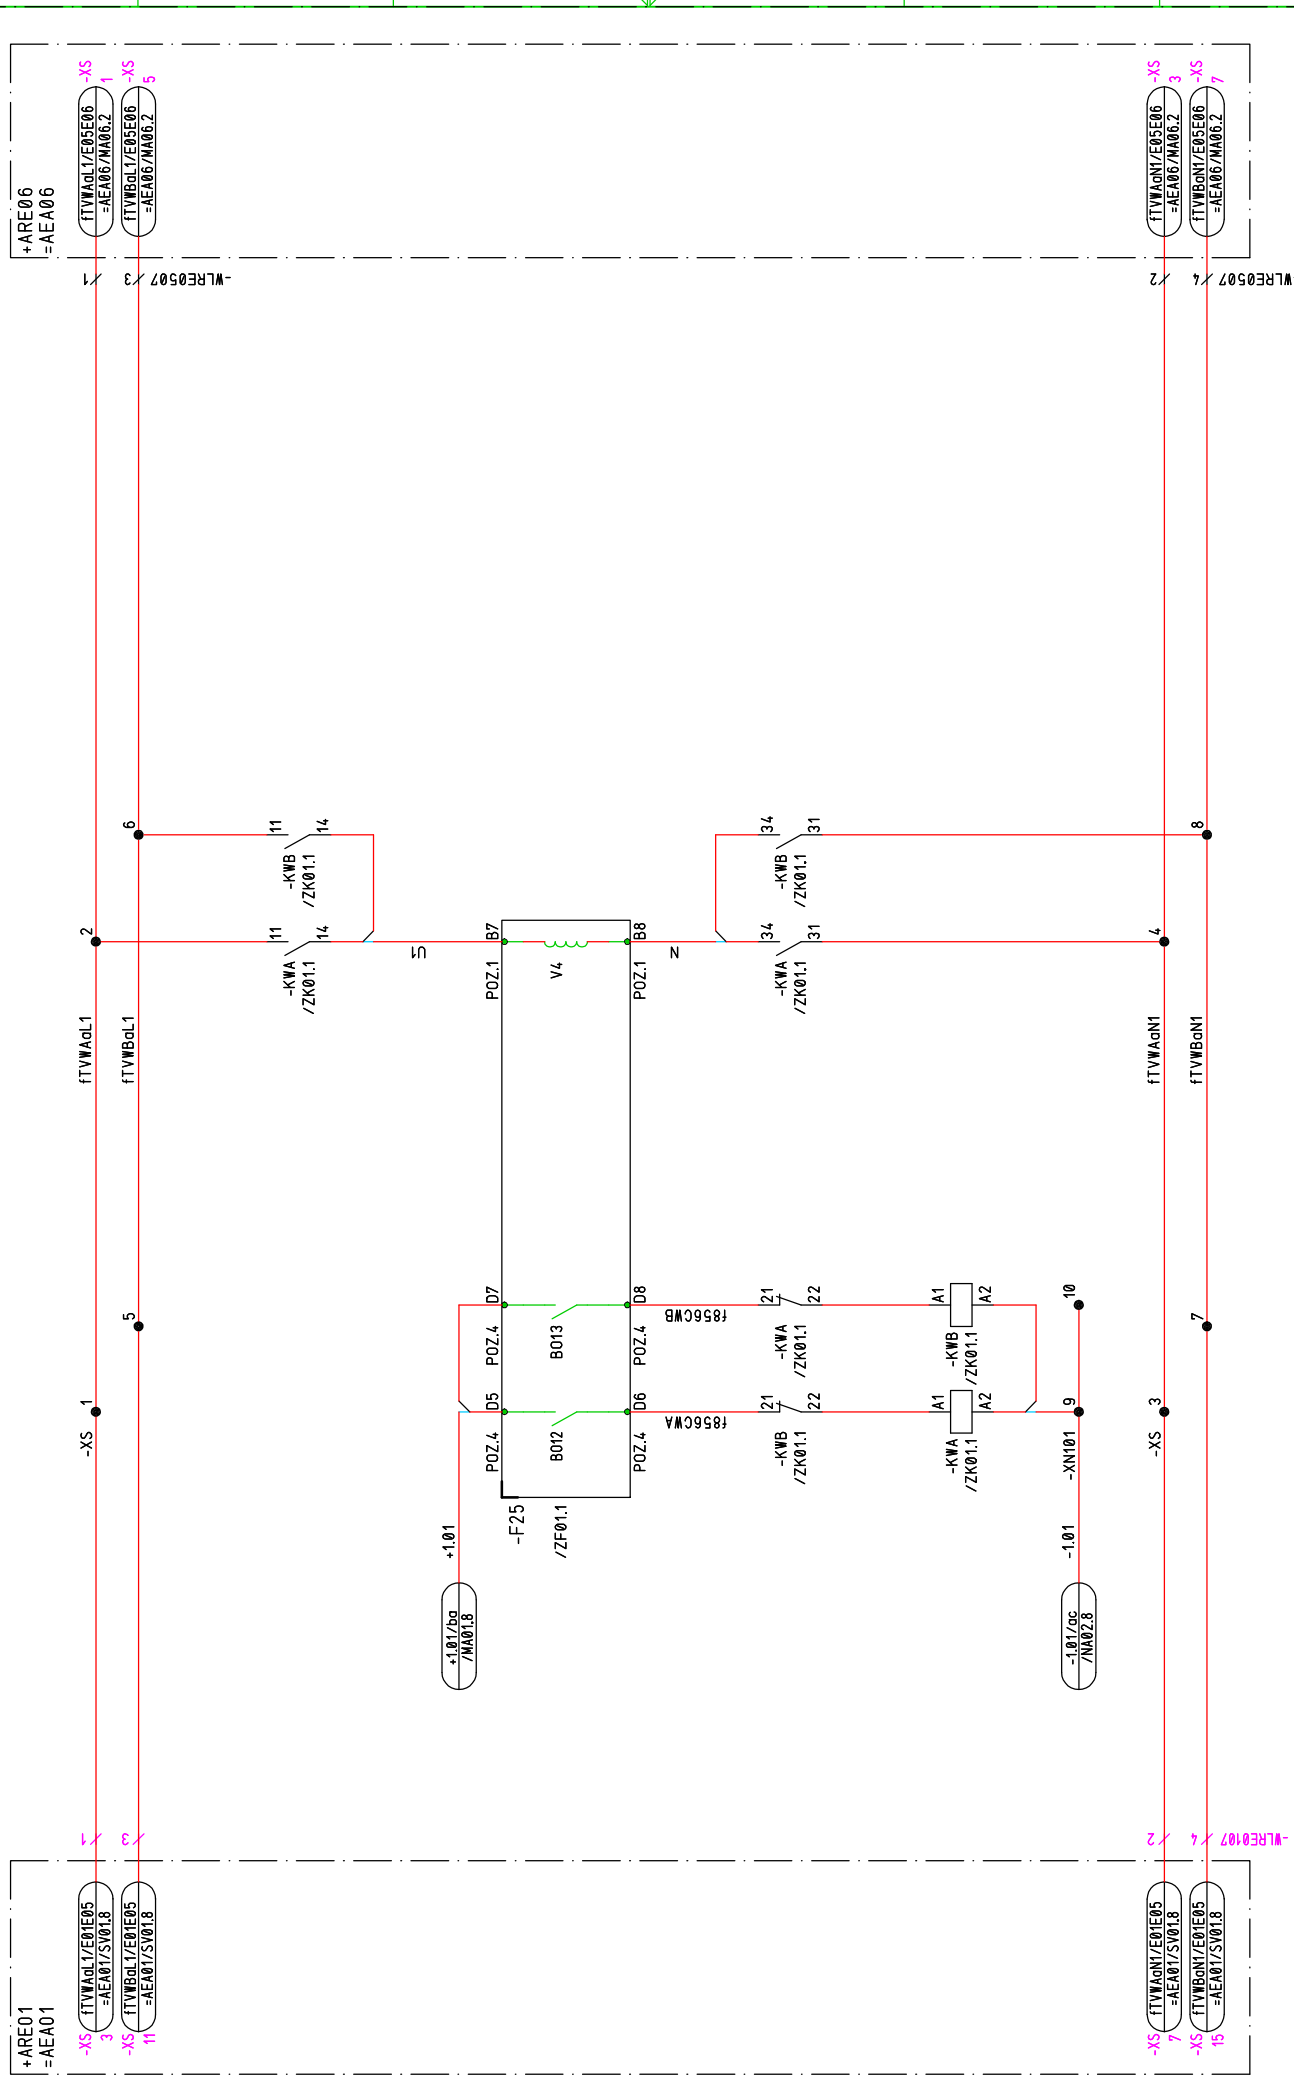 +ARE01
=AEA01
-XS
3
fTVWAaL1/E01E05
=AEA01/SV01.8
1
-XS
1
fTVWAaL1
2
1
fTVWAaL1/E05E06
=AEA06/MA06.2
-XS
1
+ARE06
=AEA06
-XS
11
fTVWBaL1/E01E05
=AEA01/SV01.8
3
5
fTVWBaL1
6
3
-WLRE0507
fTVWBaL1/E05E06
=AEA06/MA06.2
-XS
5
11
-KWA
/ZK01.1
14
11
-KWB
/ZK01.1
14
U1
+1.01/ba
/MA01.8
+1.01
POZ.4
D5
POZ.4
D7
POZ.1
B7
-F25
/ZF01.1
BO12
BO13
V4
POZ.4
D6
POZ.4
D8
POZ.1
B8
f856CWA
f856CWB
N
21
-KWB
/ZK01.1
22
21
-KWA
/ZK01.1
22
34
-KWA
/ZK01.1
31
34
-KWB
/ZK01.1
31
A1
-KWA
/ZK01.1
A2
A1
-KWB
/ZK01.1
A2
-1.01/ac
/NA02.8
-1.01
-XN101
9
10
-XS
7
fTVWAaN1/E01E05
=AEA01/SV01.8
2
-XS
3
fTVWAaN1
4
2
fTVWAaN1/E05E06
=AEA06/MA06.2
-XS
3
-XS
15
fTVWBaN1/E01E05
=AEA01/SV01.8
4
-WLRE0107
7
fTVWBaN1
8
4
WLRE0507
fTVWBaN1/E05E06
=AEA06/MA06.2
-XS
7